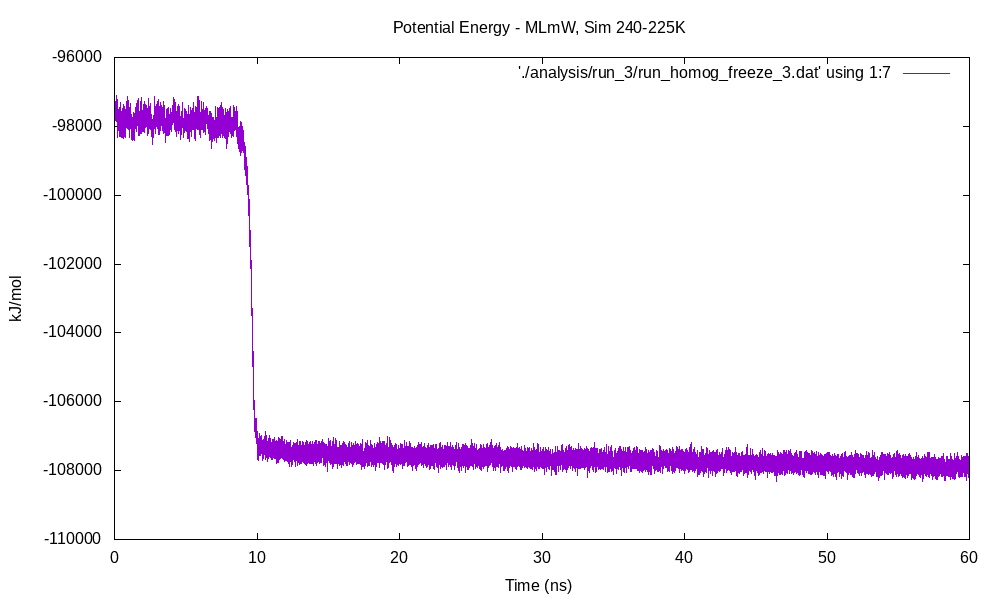 Potential Energy - MLmW, Sim 240-225K
'./analysis/run_3/run_homog_freeze_3.dat' using 1:7
-96000
-98000
-100000
-102000
-104000
-106000
-108000
-110000
kJ/mol
0 10 20 30 40 50 60
Time (ns)